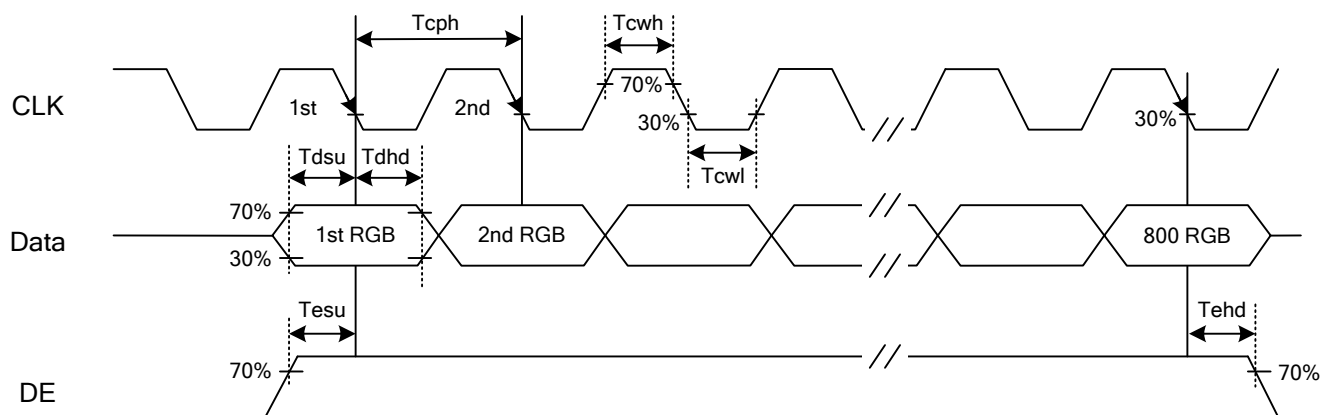 Tcph
Tcwh
CLK
1st
2nd
70%
30%
30%
Tcwl
Tdsu
Tdhd
70%
Data
1st RGB
2nd RGB
800 RGB
30%
Tesu
Tehd
70%
70%
DE